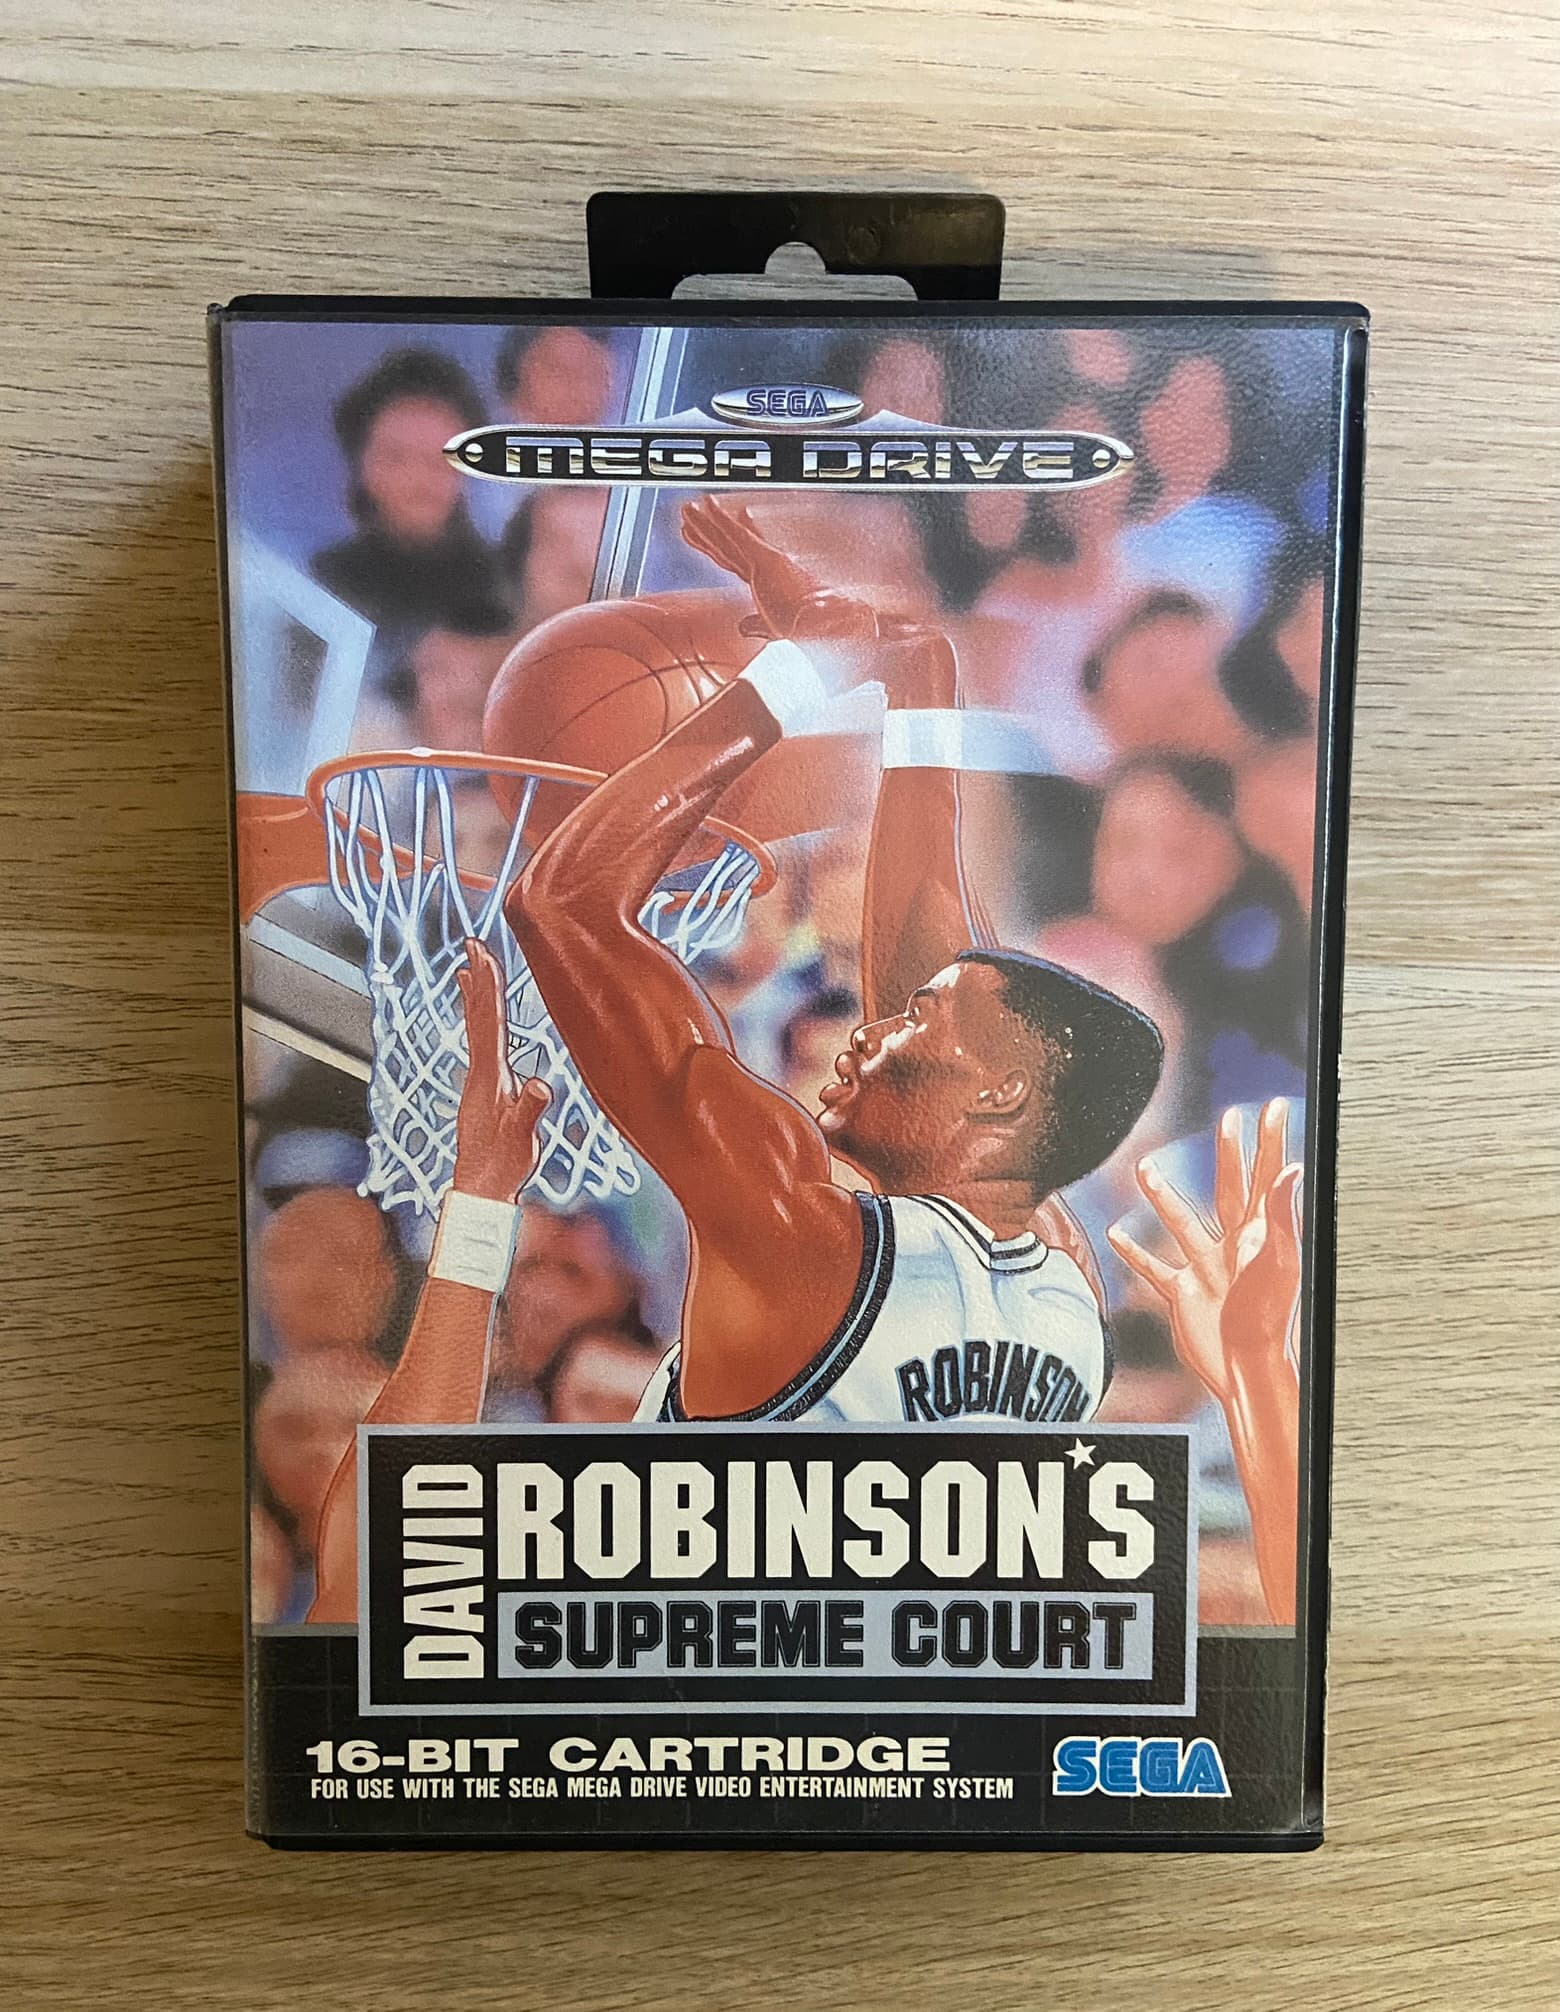 SEGA
MEGA DRIVE
ROBINSON
DAVID
ROBINSON'S
SUPREME COURT
16-BIT CARTRIDGE
FOR USE WITH THE SEGA MEGA DRIVE VIDEO ENTERTAINMENT SYSTEM
SEGA